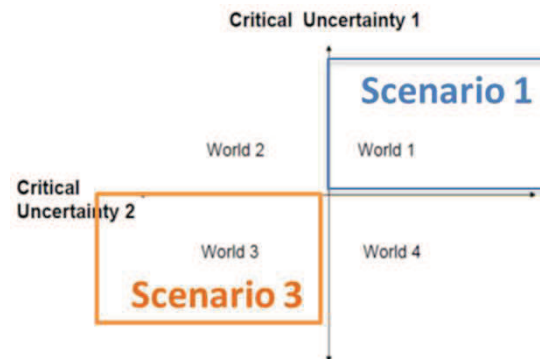 Critical Uncertainty 1
Scenario 1
World 2
World 1
Critical
Uncertainty 2
World 3
World 4
Scenario 3